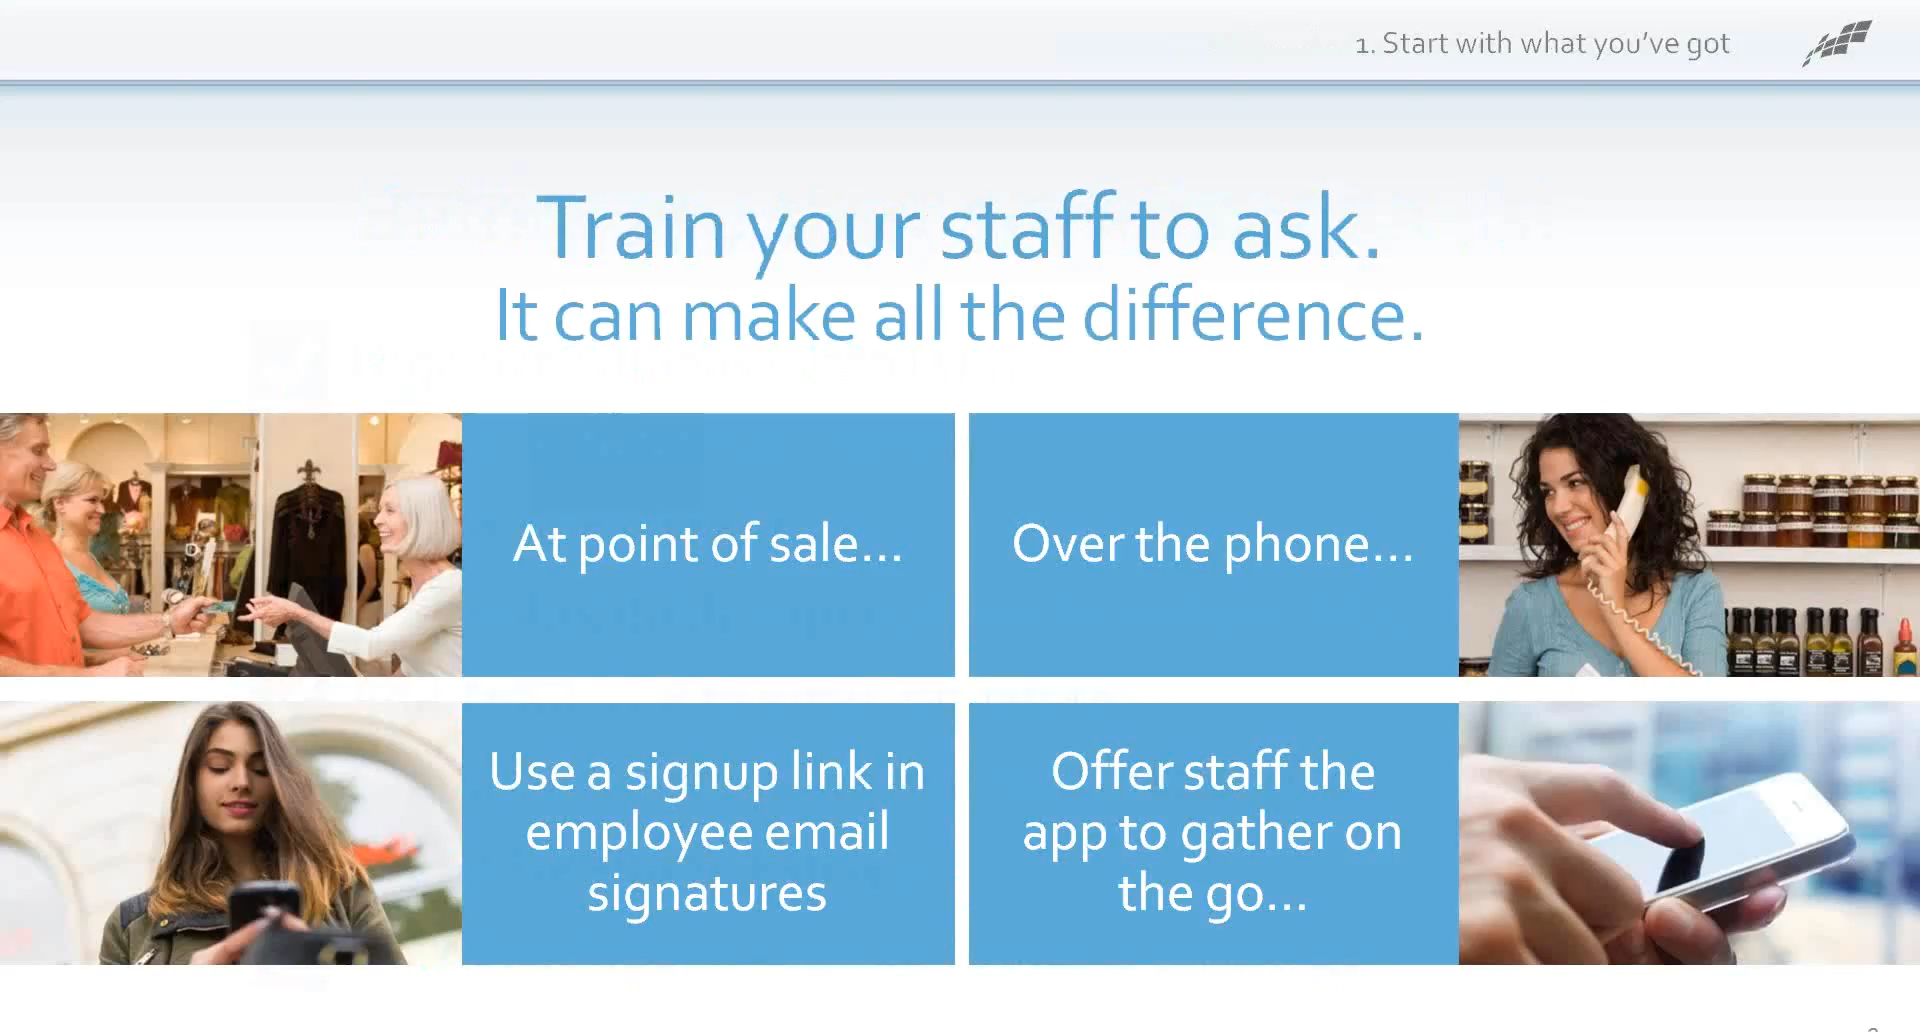 1. Start with what you've got
Train your staff to ask.
It can make all the difference.
At point of sale...
Over the phone...
Use a signup link in
employee email
signatures
Offer staff the
app to gather on
the go...